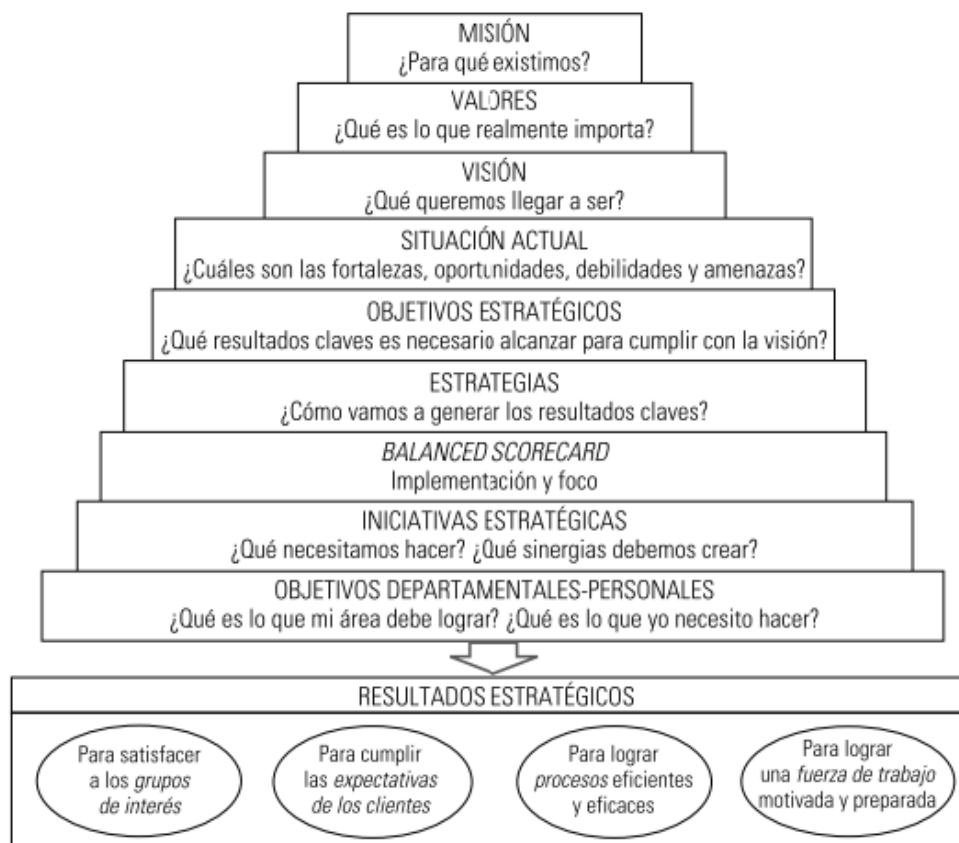 MISIÓN
¿Para qué existimos?
VALORES
¿Qué es lo que realmente importa?
VISIÓN
¿Qué queremos llegar a ser?
SITUACIÓN ACTUAL
¿Cuáles son las fortalezas, oportunidades, debilidades y amenazas?
OBJETIVOS ESTRATÉGICOS
¿Qué resultados claves es necesario alcanzar para cumplir con la visión?
ESTRATEGIAS
¿Cómo vamos a generar los resultados claves?
BALANCED SCORECARD
Implementación y foco
INICIATIVAS ESTRATÉGICAS
¿Qué necesitamos hacer? ¿Qué sinergias debemos crear?
OBJETIVOS DEPARTAMENTALES-PERSONALES
¿Qué es lo que mi área debe lograr? ¿Qué es lo que yo necesito hacer?
RESULTADOS ESTRATÉGICOS
Para satisfacer
a los grupos
de interés
Para cumplir
las expectativas
de los clientes
Para lograr
procesos eficientes
y eficaces
Para lograr
una fuerza de trabajo
motivada y preparada